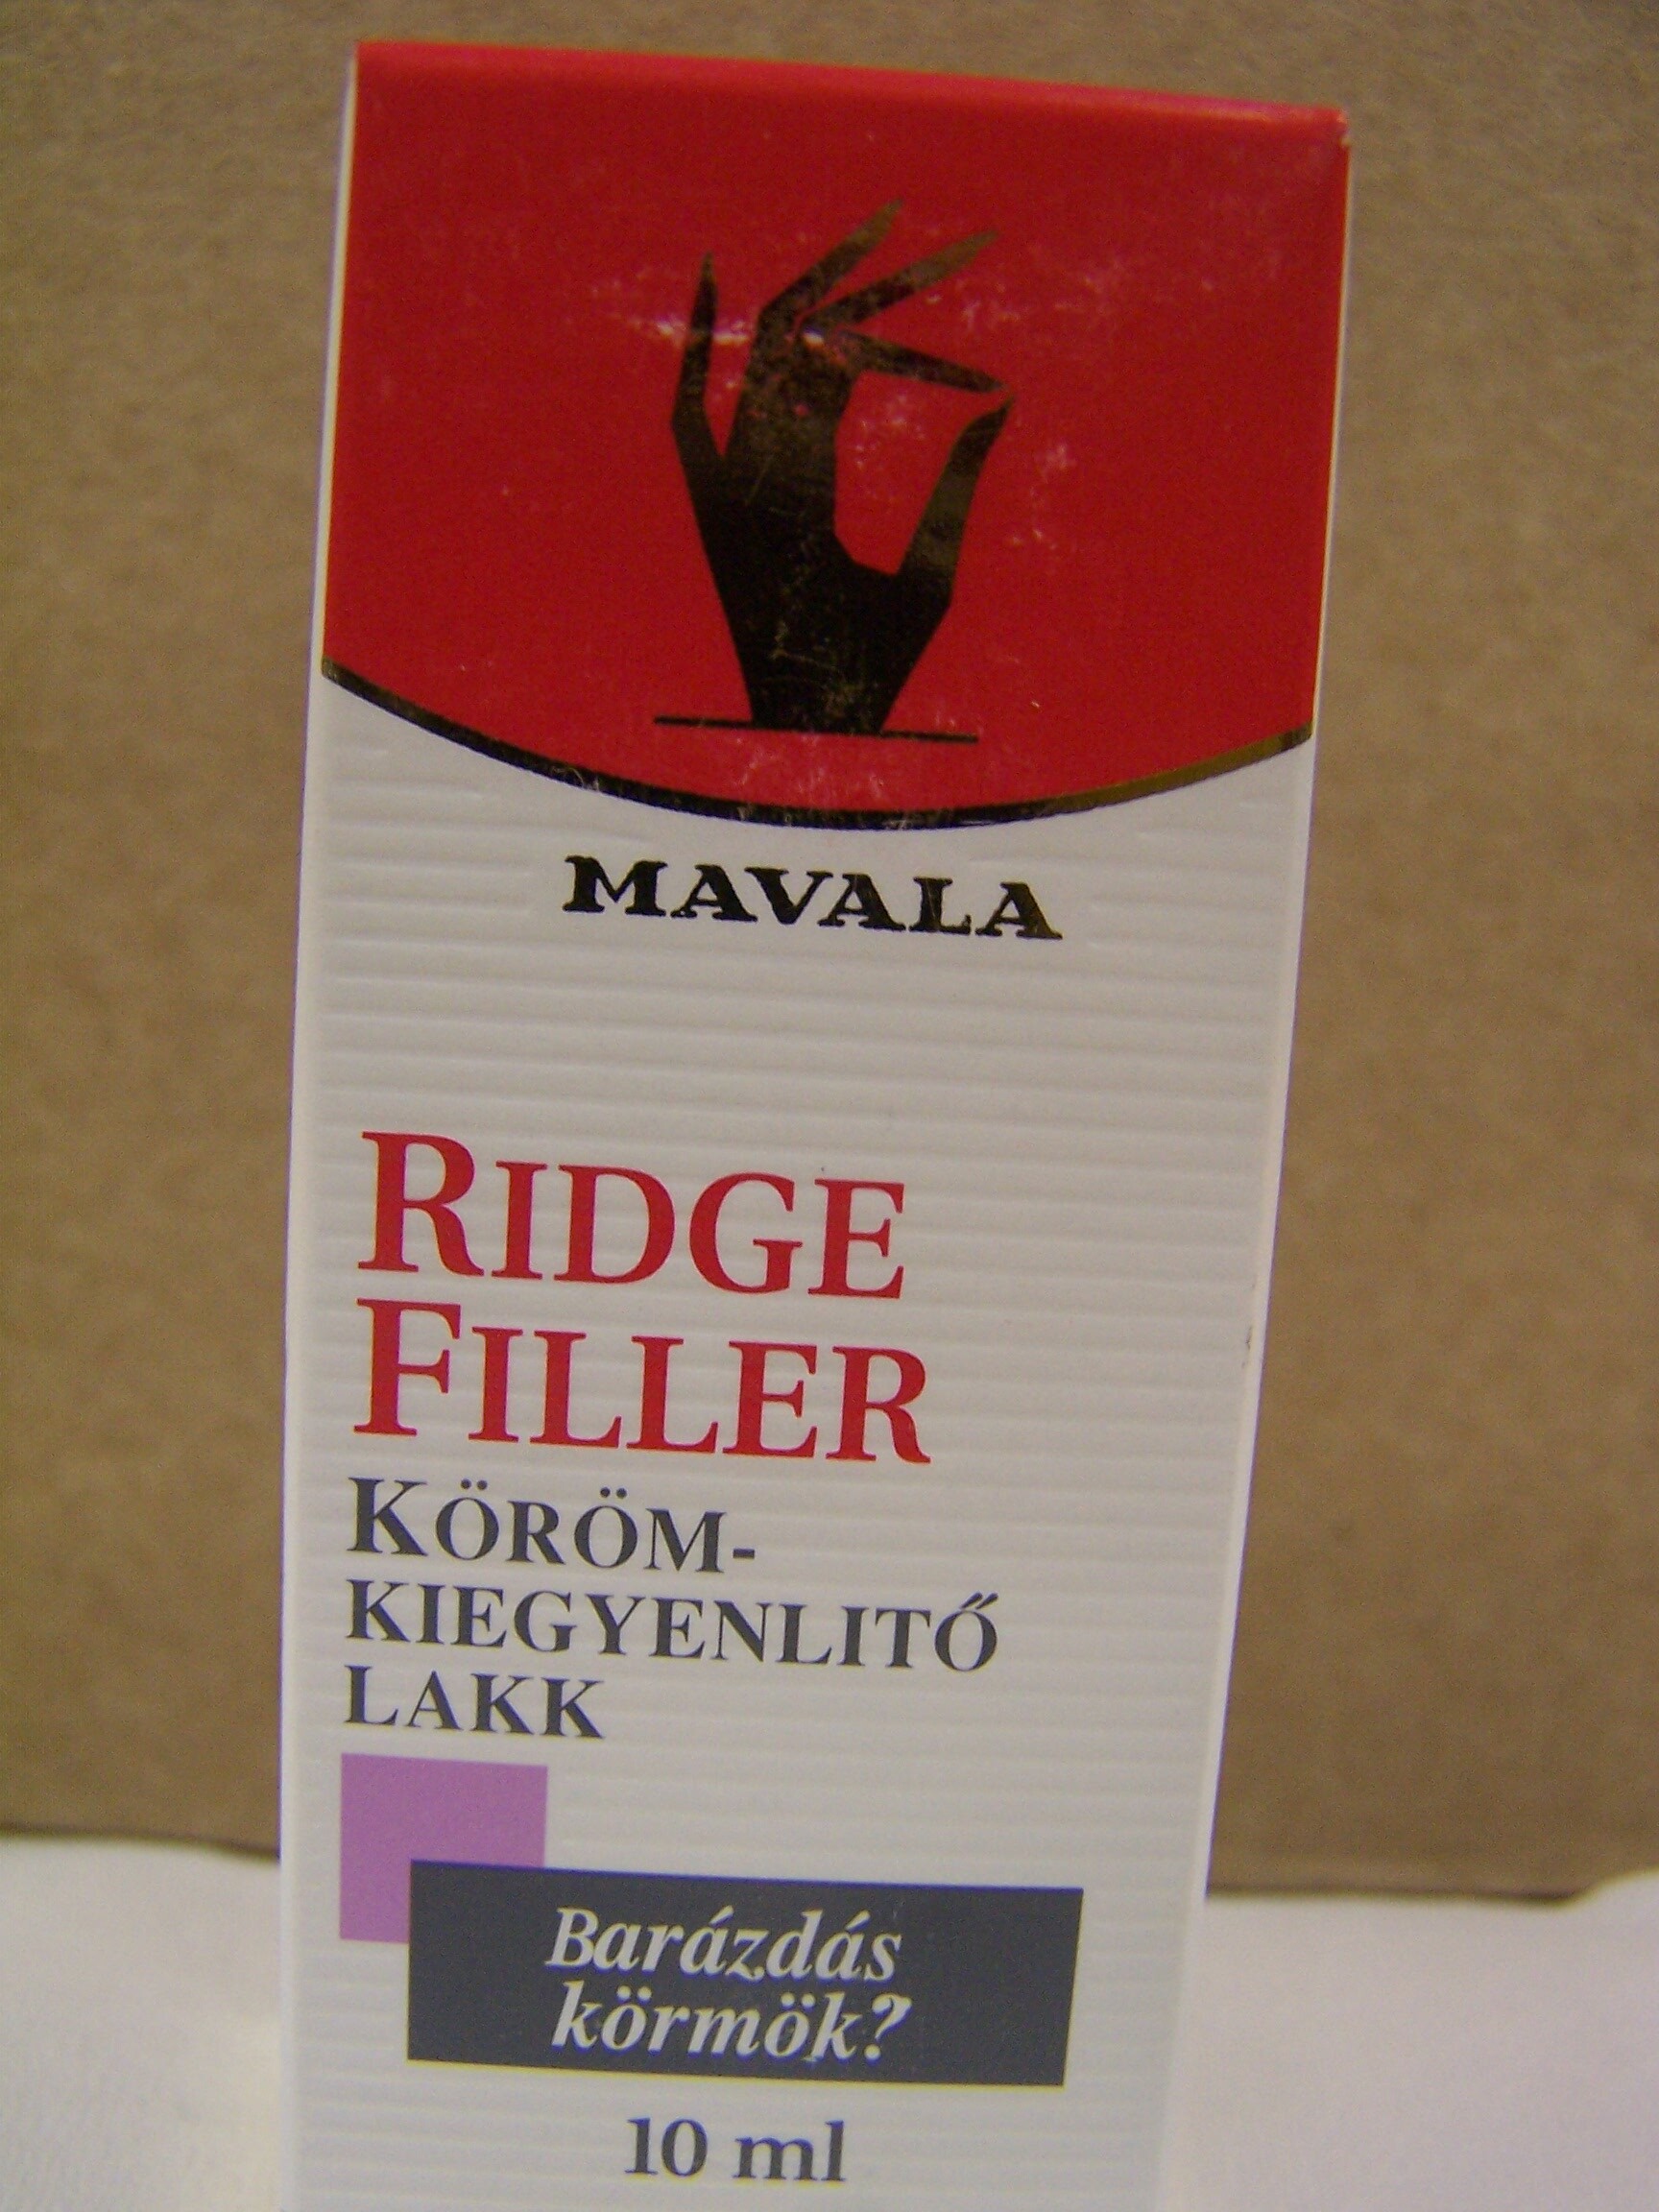 MAVALA
RIDGE
FILLER
KÖRÖM-
KIEGYENLITŐ
LAKK
Barázdás
körmök?
10 ml